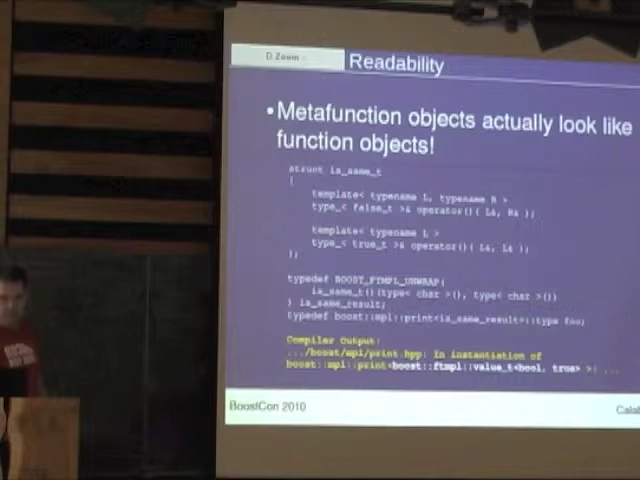 D Zoom
Readability
• Metafunction objects actually look like
function objects!
struct is_same_t
{
template< typename L, typename R >
type_< false_t >& operator()( L&, R& );
template< typename L >
type_< true_t >& operator()( L&, L& );
};
typedef BOOST_FTMPL_UNWRAP(
is_same_t()(type< char >(), type< char >())
) is_same_result;
typedef boost::mpl::print<is_same_result>::type foo;
Compiler Output:
.../boost/mpl/print.hpp: In instantiation of
boost::mpl::print<boost::ftmpl::value_t<bool, true> >: ...
BoostCon 2010